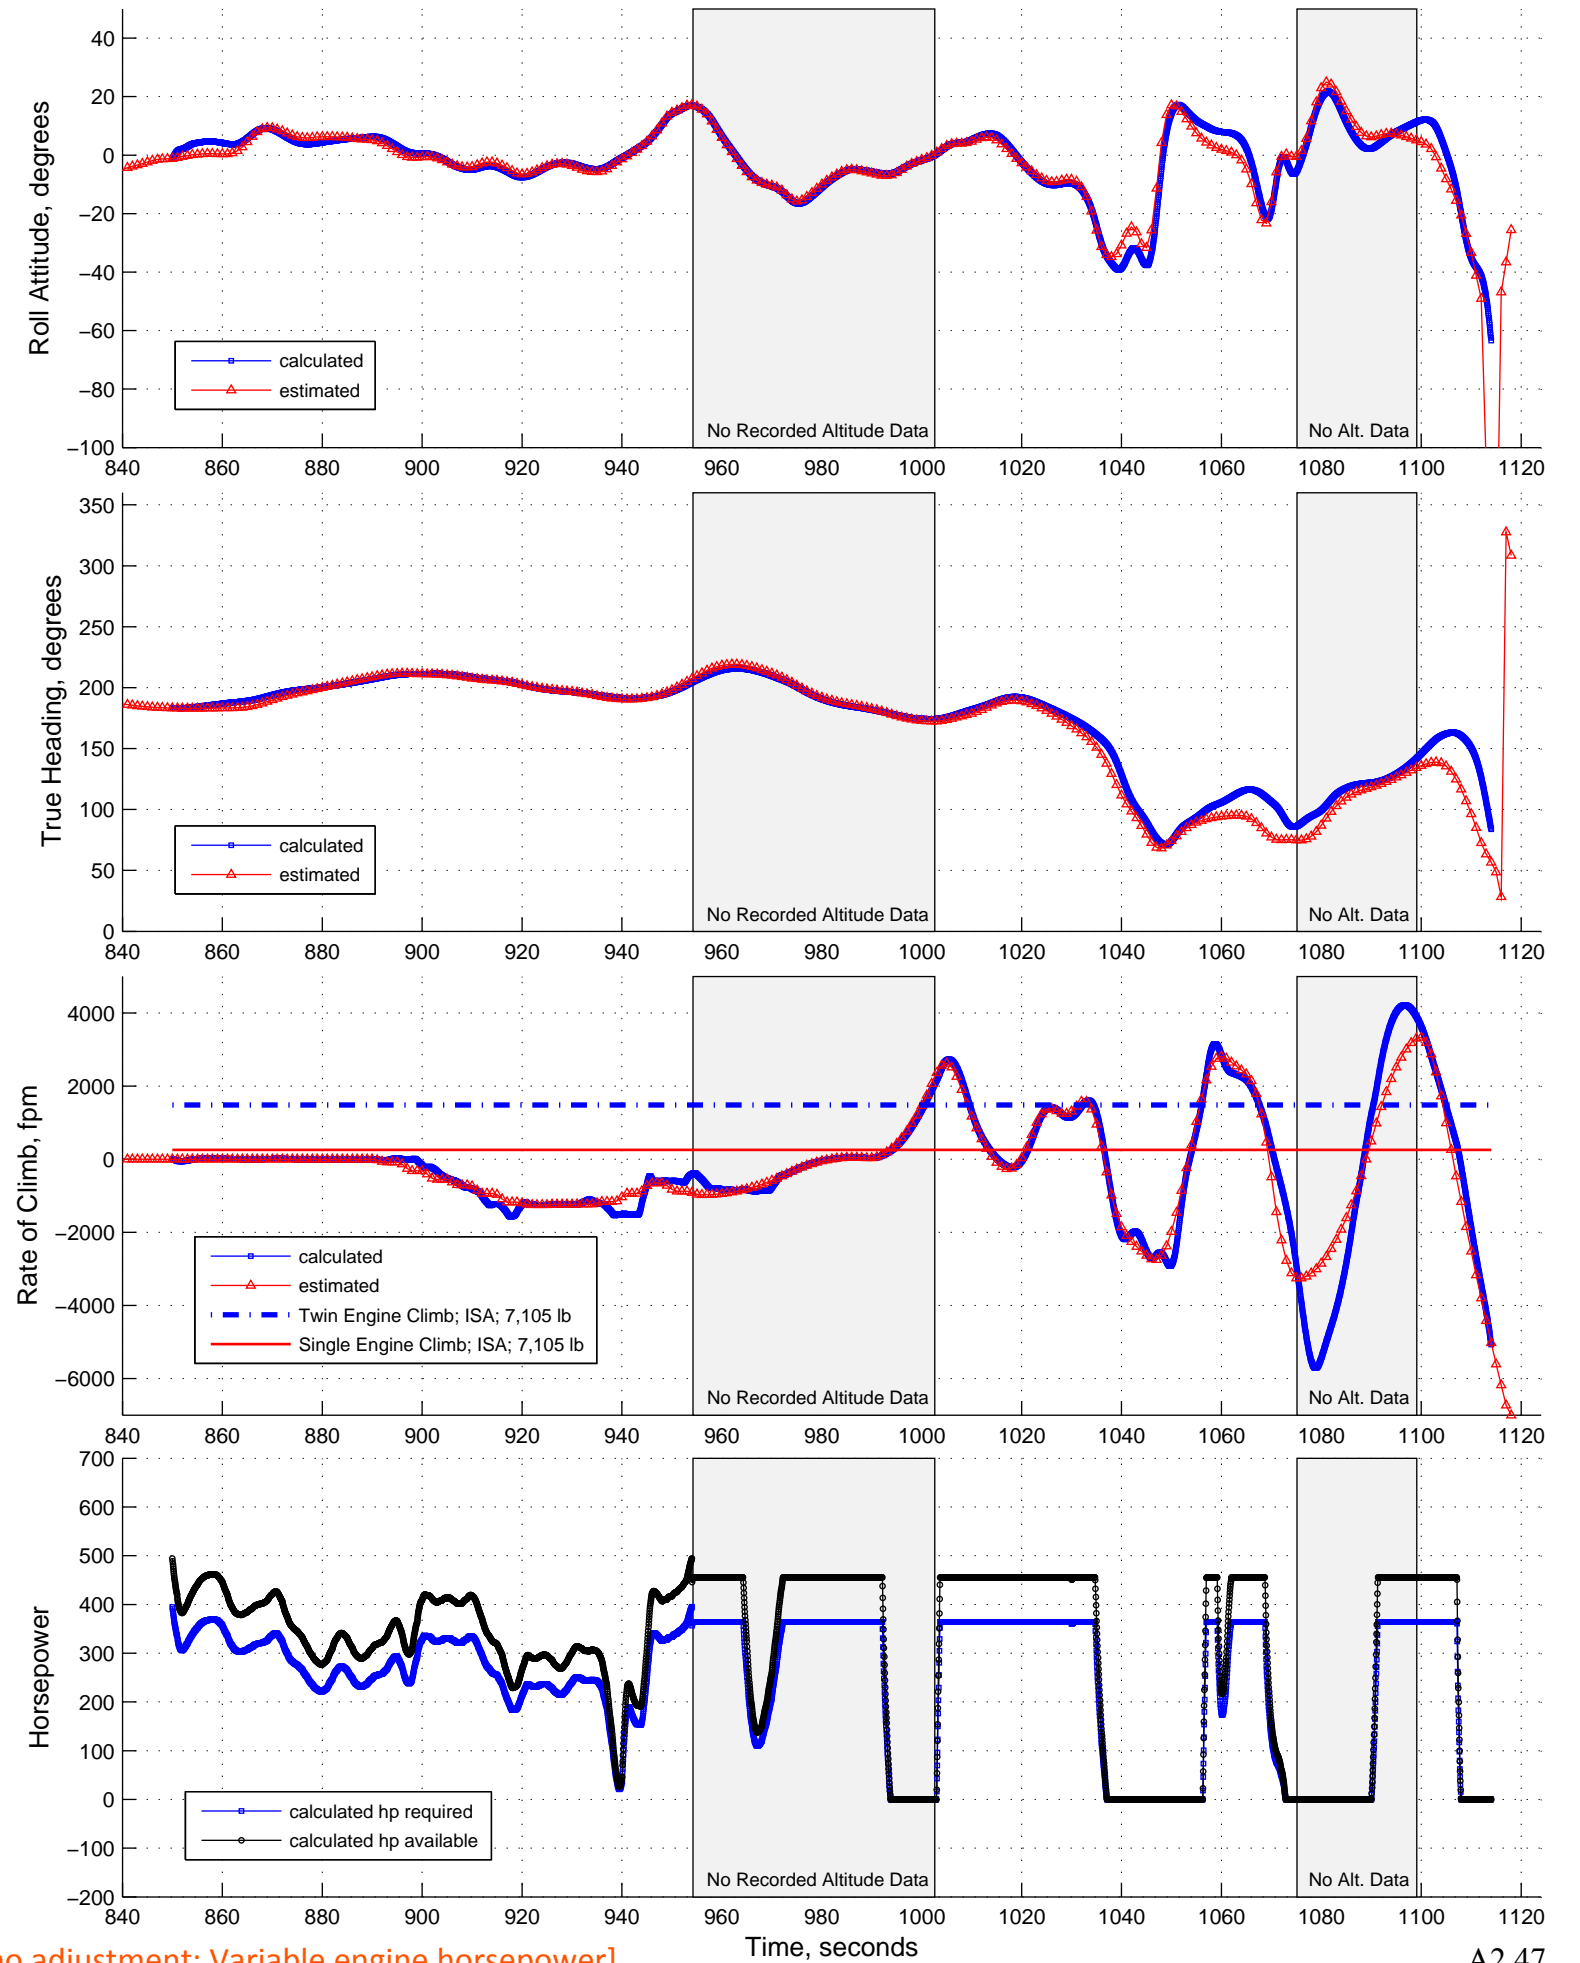 40
20
0
−20
−40
−60
−80
−100
Roll Attitude, degrees
calculated
estimated
No Recorded Altitude Data
No Alt. Data
840 860 880 900 920 940 960 980 1000 1020 1040 1060 1080 1100 1120
350
300
250
200
150
100
50
0
True Heading, degrees
calculated
estimated
No Recorded Altitude Data
No Alt. Data
840 860 880 900 920 940 960 980 1000 1020 1040 1060 1080 1100 1120
4000
2000
0
−2000
−4000
−6000
Rate of Climb, fpm
calculated
estimated
Twin Engine Climb; ISA; 7,105 lb
Single Engine Climb; ISA; 7,105 lb
No Recorded Altitude Data
No Alt. Data
840 860 880 900 920 940 960 980 1000 1020 1040 1060 1080 1100 1120
700
600
500
400
300
200
100
0
−100
−200
Horsepower
calculated hp required
calculated hp available
No Recorded Altitude Data
No Alt. Data
840 860 880 900 920 940 960 980 1000 1020 1040 1060 1080 1100 1120
Time, seconds
adjustment; Variable engine horsepower]
A2.47